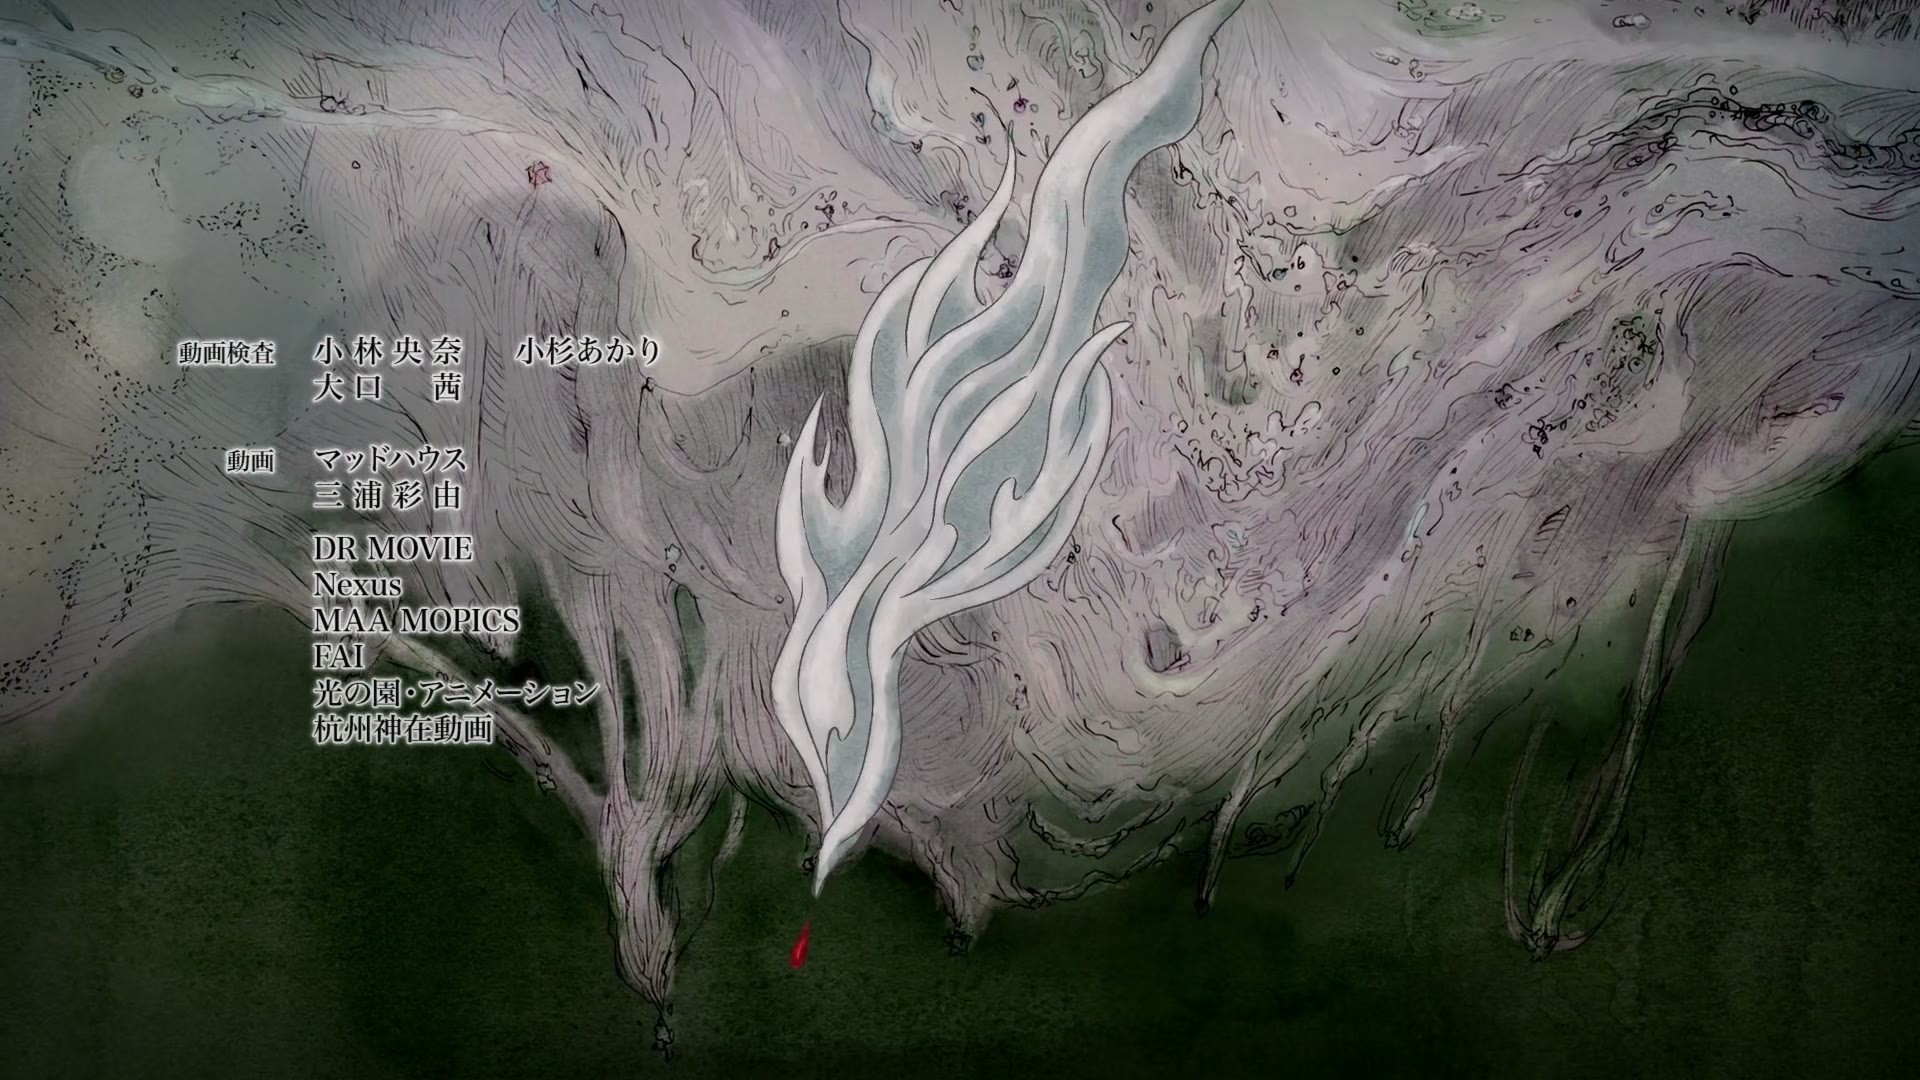 動画検査 小林央奈 小杉あかり
大口 茜
動画 マッドハウス
三浦彩由
DR MOVIE
Nexus
MAA MOPICS
FAI
光の園・アニメーション
杭州神在動画